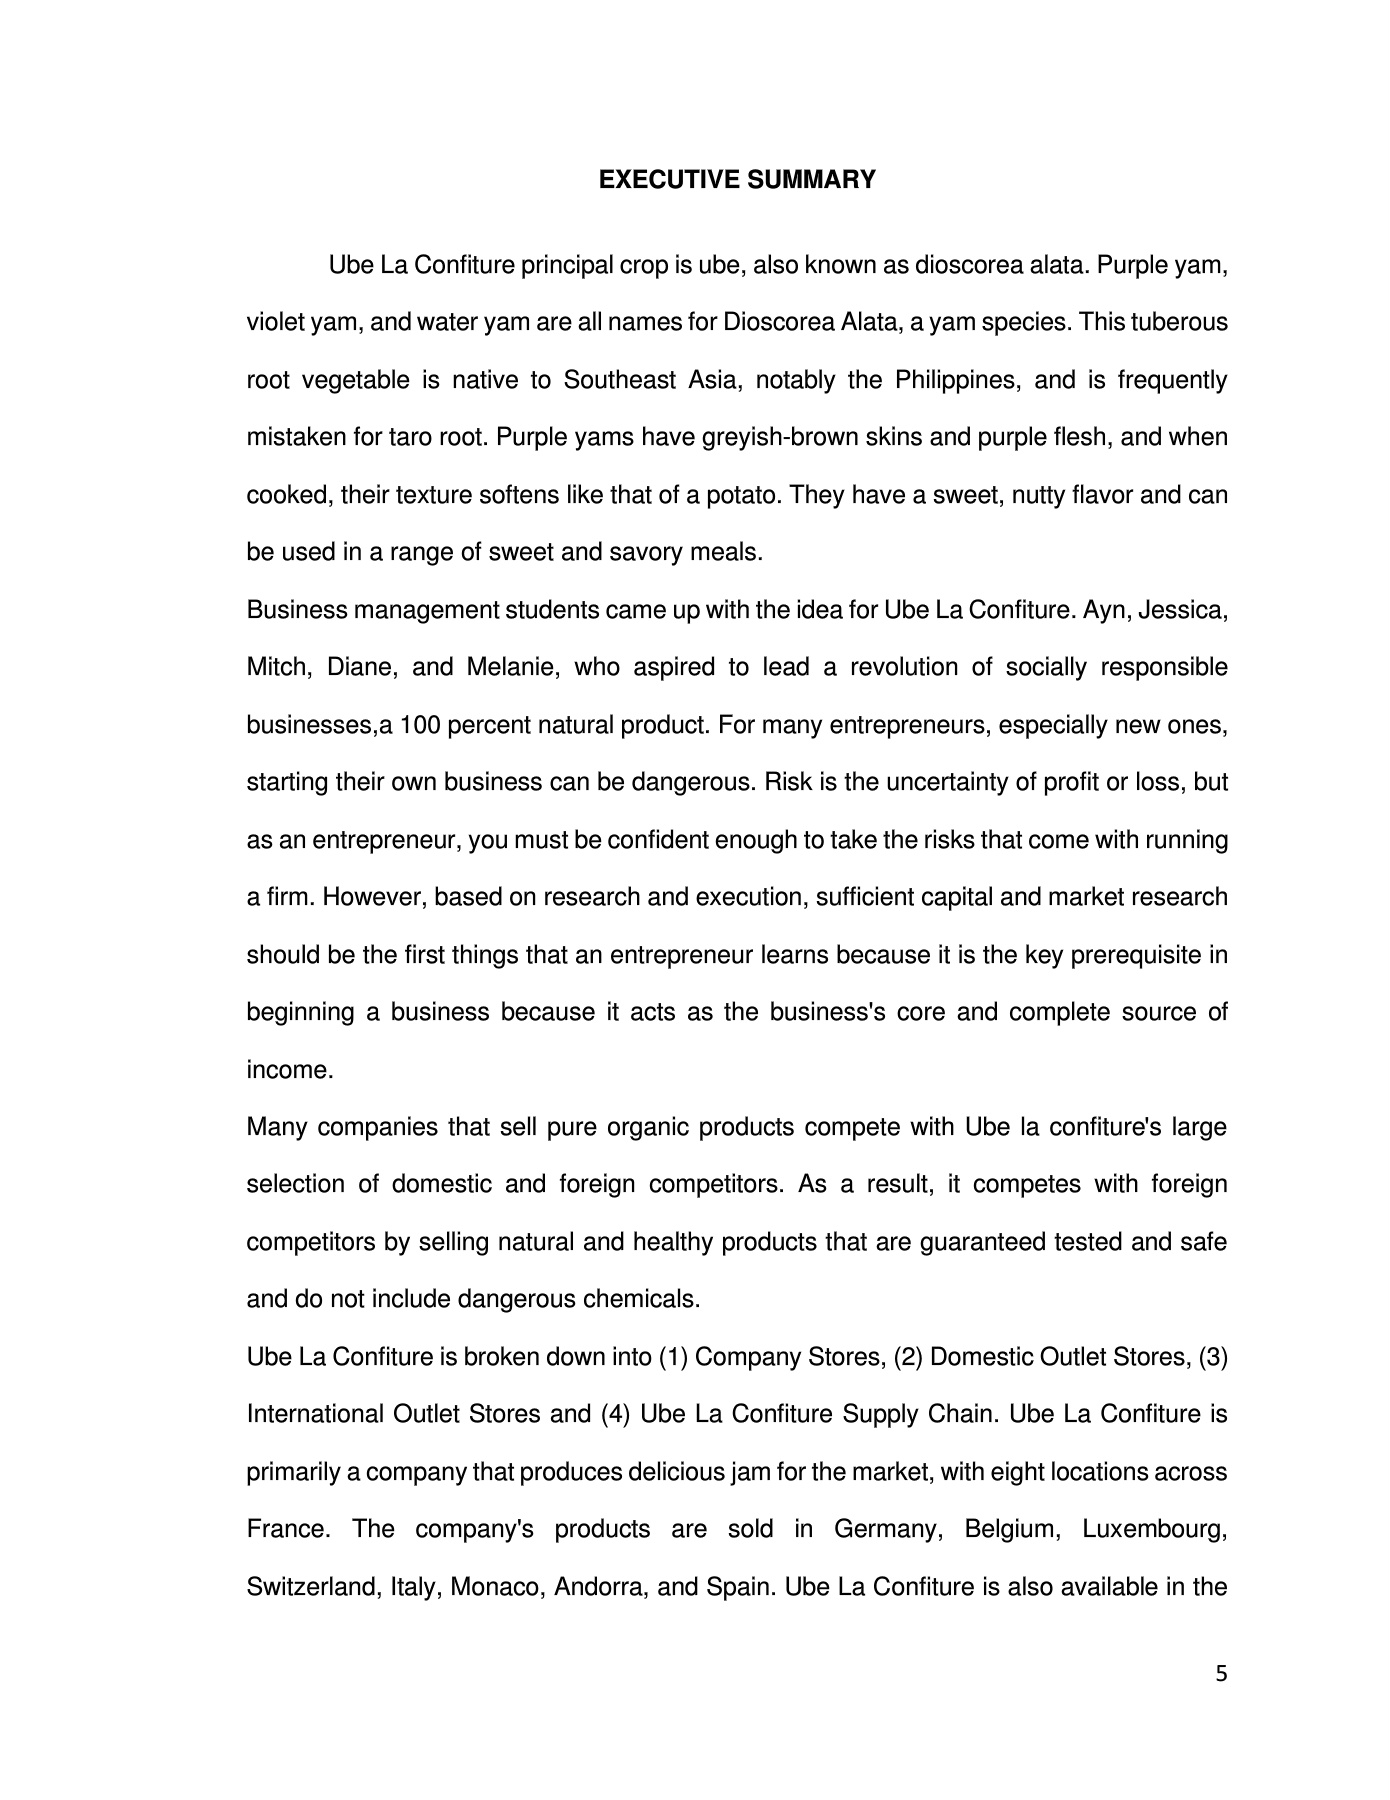 EXECUTIVE SUMMARY
Ube La Confiture principal crop is ube, also known as dioscorea alata. Purple yam,
violet yam, and water yam are all names for Dioscorea Alata, a yam species. This tuberous
root vegetable is native to Southeast Asia, notably the Philippines, and is frequently
mistaken for taro root. Purple yams have greyish-brown skins and purple flesh, and when
cooked, their texture softens like that of a potato. They have a sweet, nutty flavor and can
be used in a range of sweet and savory meals.
Business management students came up with the idea for Ube La Confiture. Ayn, Jessica,
Mitch, Diane, and Melanie, who aspired to lead a revolution of socially responsible
businesses,a 100 percent natural product. For many entrepreneurs, especially new ones,
starting their own business can be dangerous. Risk is the uncertainty of profit or loss, but
as an entrepreneur, you must be confident enough to take the risks that come with running
a firm. However, based on research and execution, sufficient capital and market research
should be the first things that an entrepreneur learns because it is the key prerequisite in
beginning a business because it acts as the business's core and complete source of
income.
Many companies that sell pure organic products compete with Ube la confiture's large
selection of domestic and foreign competitors. As a result, it competes with foreign
competitors by selling natural and healthy products that are guaranteed tested and safe
and do not include dangerous chemicals.
Ube La Confiture is broken down into (1) Company Stores, (2) Domestic Outlet Stores, (3)
International Outlet Stores and (4) Ube La Confiture Supply Chain. Ube La Confiture is
primarily a company that produces delicious jam for the market, with eight locations across
France. The company's products are sold in Germany, Belgium, Luxembourg,
Switzerland, Italy, Monaco, Andorra, and Spain. Ube La Confiture is also available in the
5